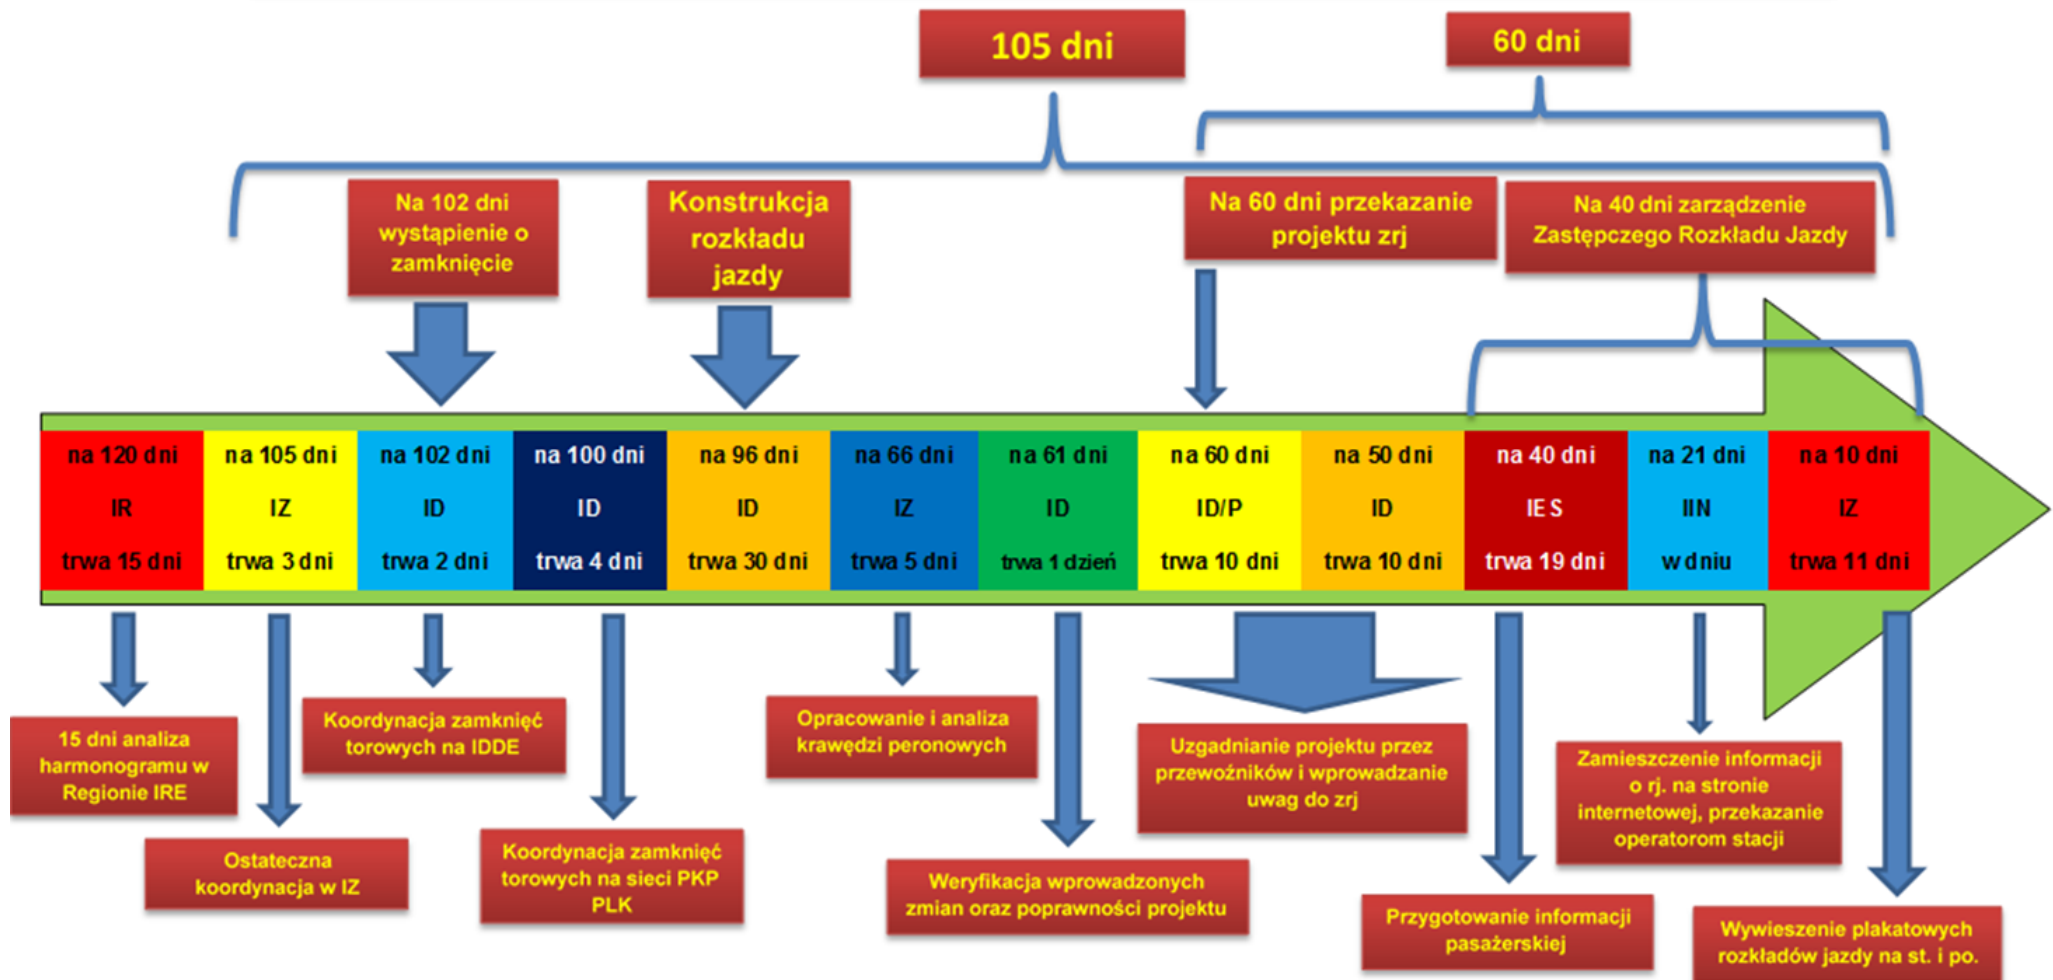 105 dni
60 dni
Na 102 dni
wystąpienie o
zamknięcie
Konstrukcja
rozkładu
jazdy
Na 60 dni przekazanie
projektu zrj
Na 40 dni zarządzenie
Zastępczego Rozkładu Jazdy
na 120 dni
IR
trwa 15 dni
na 105 dni
IZ
trwa 3 dni
na 102 dni
ID
trwa 2 dni
na 100 dni
ID
trwa 4 dni
na 96 dni
ID
trwa 30 dni
na 66 dni
IZ
trwa 5 dni
na 61 dni
ID
trwa 1 dzień
na 60 dni
ID/P
trwa 10 dni
na 50 dni
ID
trwa 10 dni
na 40 dni
IES
trwa 19 dni
na 21 dni
IIN
w dniu
na 10 dni
IZ
trwa 11 dni
15 dni analiza
harmonogramu w
Regionie IRE
Ostateczna
koordynacja w IZ
Koordynacja zamknięć
torowych na IDDE
Koordynacja zamknięć
torowych na sieci PKP
PLK
Opracowanie i analiza
krawędzi peronowych
Weryfikacja wprowadzonych
zmian oraz poprawności projektu
Uzgadnianie projektu przez
przewoźników i wprowadzanie
uwag do zrj
Przygotowanie informacji
pasażerskiej
Zamieszczenie informacji
o rj. na stronie
internetowej, przekazanie
operatorom stacji
Wywieszenie plakatowych
rozkładów jazdy na st. i po.